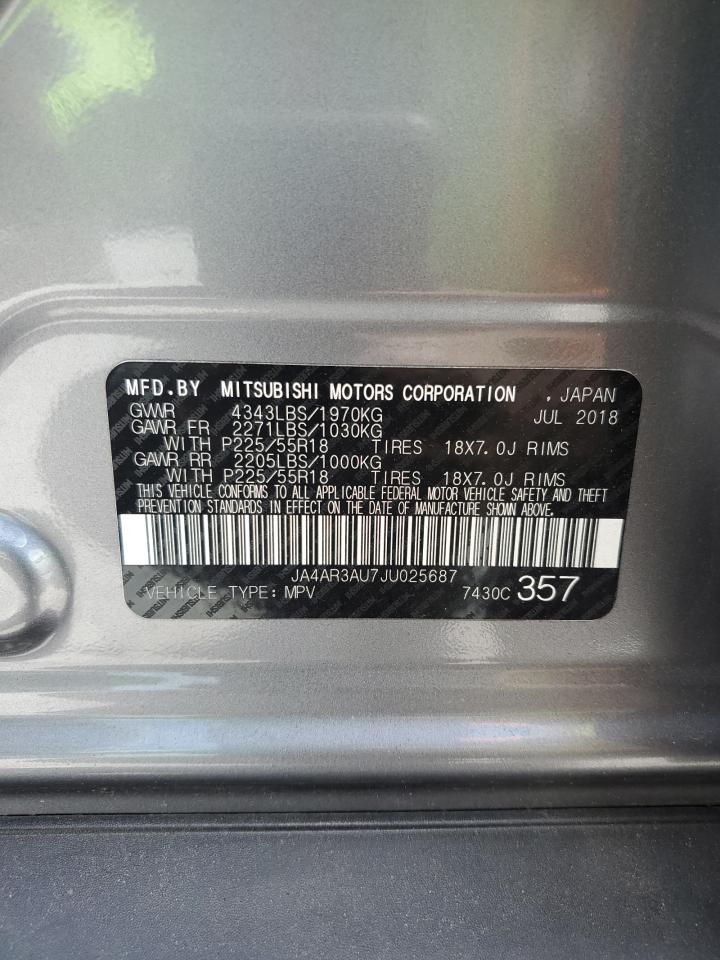 MFD.BY MITSUBISHI MOTORS CORPORATION , JAPAN
GVWR 4343LBS/1970KG JUL 2018
GAWR FR 2271LBS/1030KG
WITH P225/55R18 TIRES 18X7.0J RIMS
GAWR RR 2205LBS/1000KG
WITH P225/55R18 TIRES 18X7.0J RIMS
THIS VEHICLE CONFORMS TO ALL APPLICABLE FEDERAL MOTOR VEHICLE SAFETY AND THEFT
PREVENTION STANDARDS IN EFFECT ON THE DATE OF MANUFACTURE SHOWN ABOVE.
JA4AR3AU7JU025687
VEHICLE TYPE: MPV 7430C 357